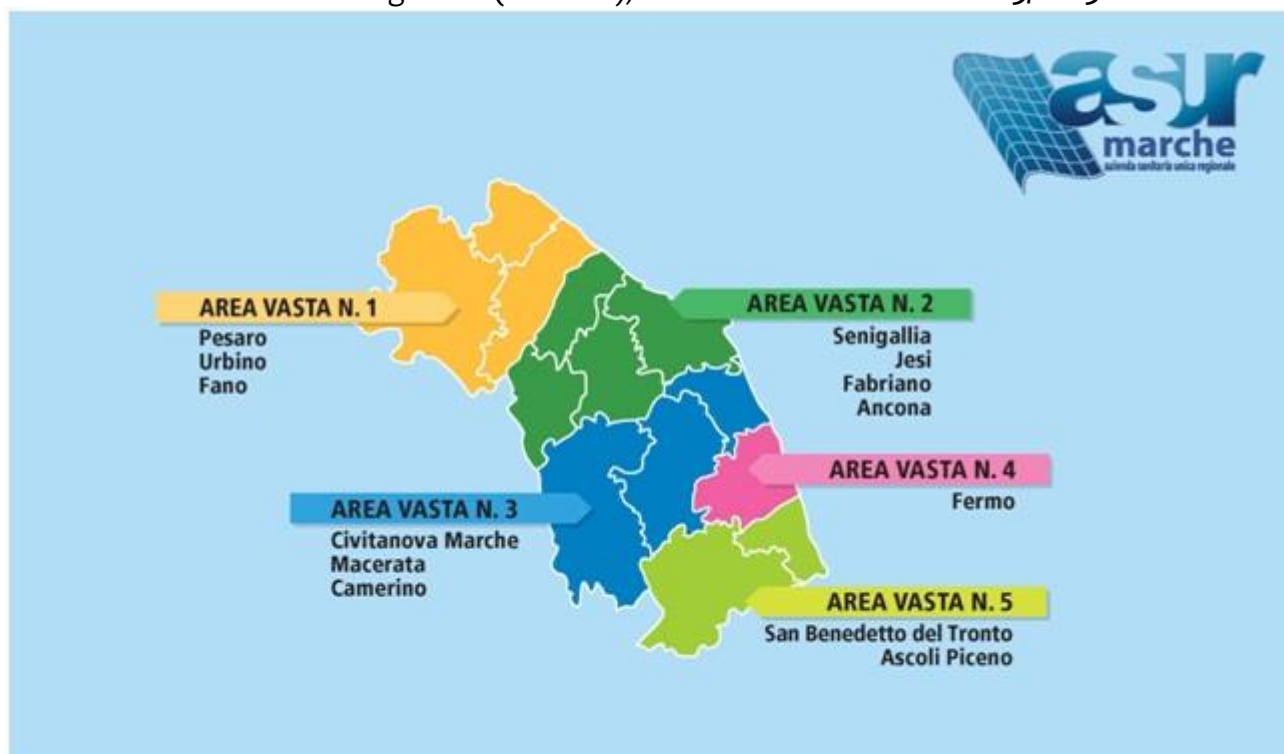 asur
marche
azienda sanitaria unica regionale
AREA VASTA N. 1
Pesaro
Urbino
Fano
AREA VASTA N. 2
Senigallia
Jesi
Fabriano
Ancona
AREA VASTA N. 4
Fermo
AREA VASTA N. 3
Civitanova Marche
Macerata
Camerino
AREA VASTA N. 5
San Benedetto del Tronto
Ascoli Piceno